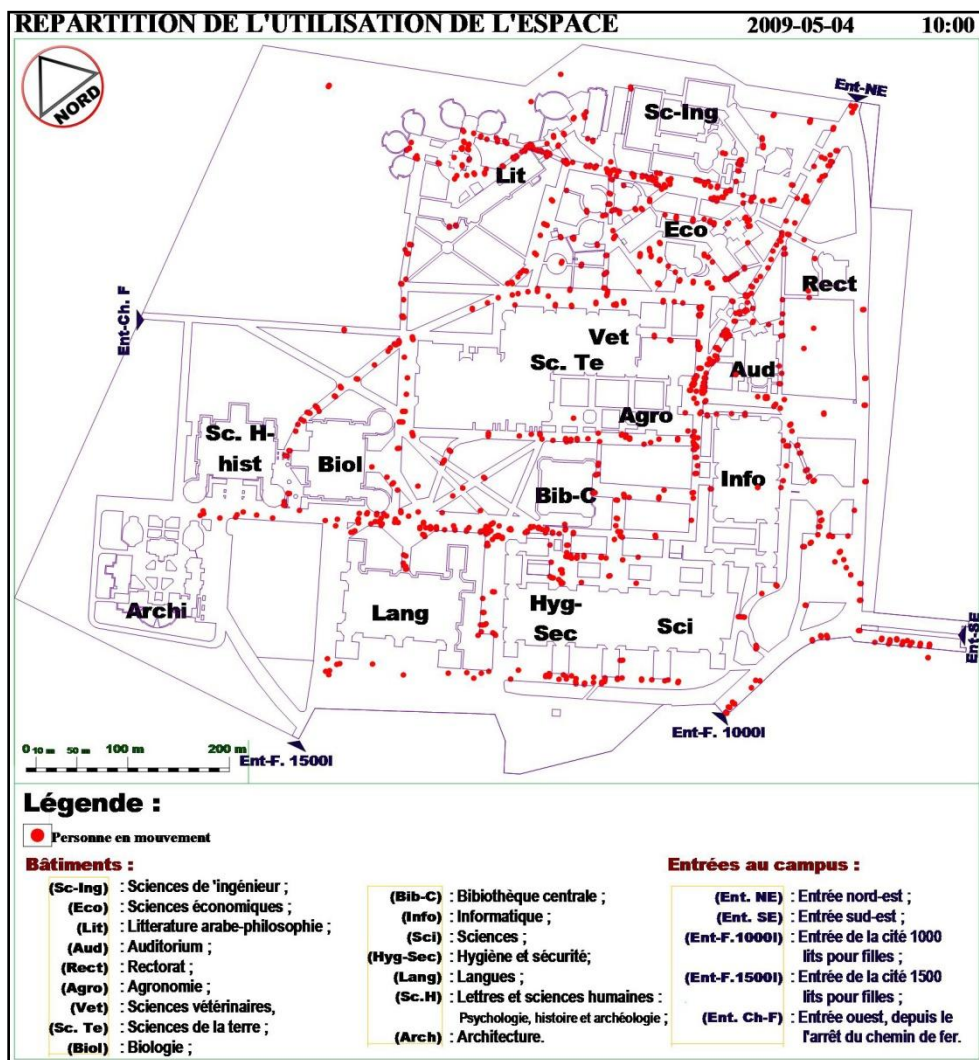 REPARTITION DE L'UTILISATION DE L'ESPACE 2009-05-04 10:00
NORD
Ent-NE
Sc-Ing
Lit
Eco
Rect
Ent-Ch. F
Vet
Sc. Te
Aud
Agro
Sc. H-
hist
Biol
Info
Bib-C
Archi
Lang
Hyg-
Sec
Sci
Ent-SE
Ent-F. 1000l
Ent-F. 1500l
0 10 m 50 m 100 m 200 m
Légende :
Personne en mouvement
Bâtiments :
(Sc-Ing) : Sciences de 'ingénieur ;
(Eco) : Sciences économiques ;
(Lit) : Litterature arabe-philosophie ;
(Aud) : Auditorium ;
(Rect) : Rectorat ;
(Agro) : Agronomie ;
(Vet) : Sciences vétérinaires,
(Sc. Te) : Sciences de la terre ;
(Biol) : Biologie ;
(Bib-C) : Bibiothèque centrale ;
(Info) : Informatique ;
(Sci) : Sciences ;
(Hyg-Sec) : Hygiène et sécurité;
(Lang) : Langues ;
(Sc.H) : Lettres et sciences humaines :
Psychologie, histoire et archéologie ;
(Arch) : Architecture.
Entrées au campus :
(Ent. NE) : Entrée nord-est ;
(Ent. SE) : Entrée sud-est ;
(Ent-F.1000l) : Entrée de la cité 1000
lits pour filles ;
(Ent-F.1500l) : Entrée de la cité 1500
lits pour filles ;
(Ent. Ch-F) : Entrée ouest, depuis le
l'arrêt du chemin de fer.